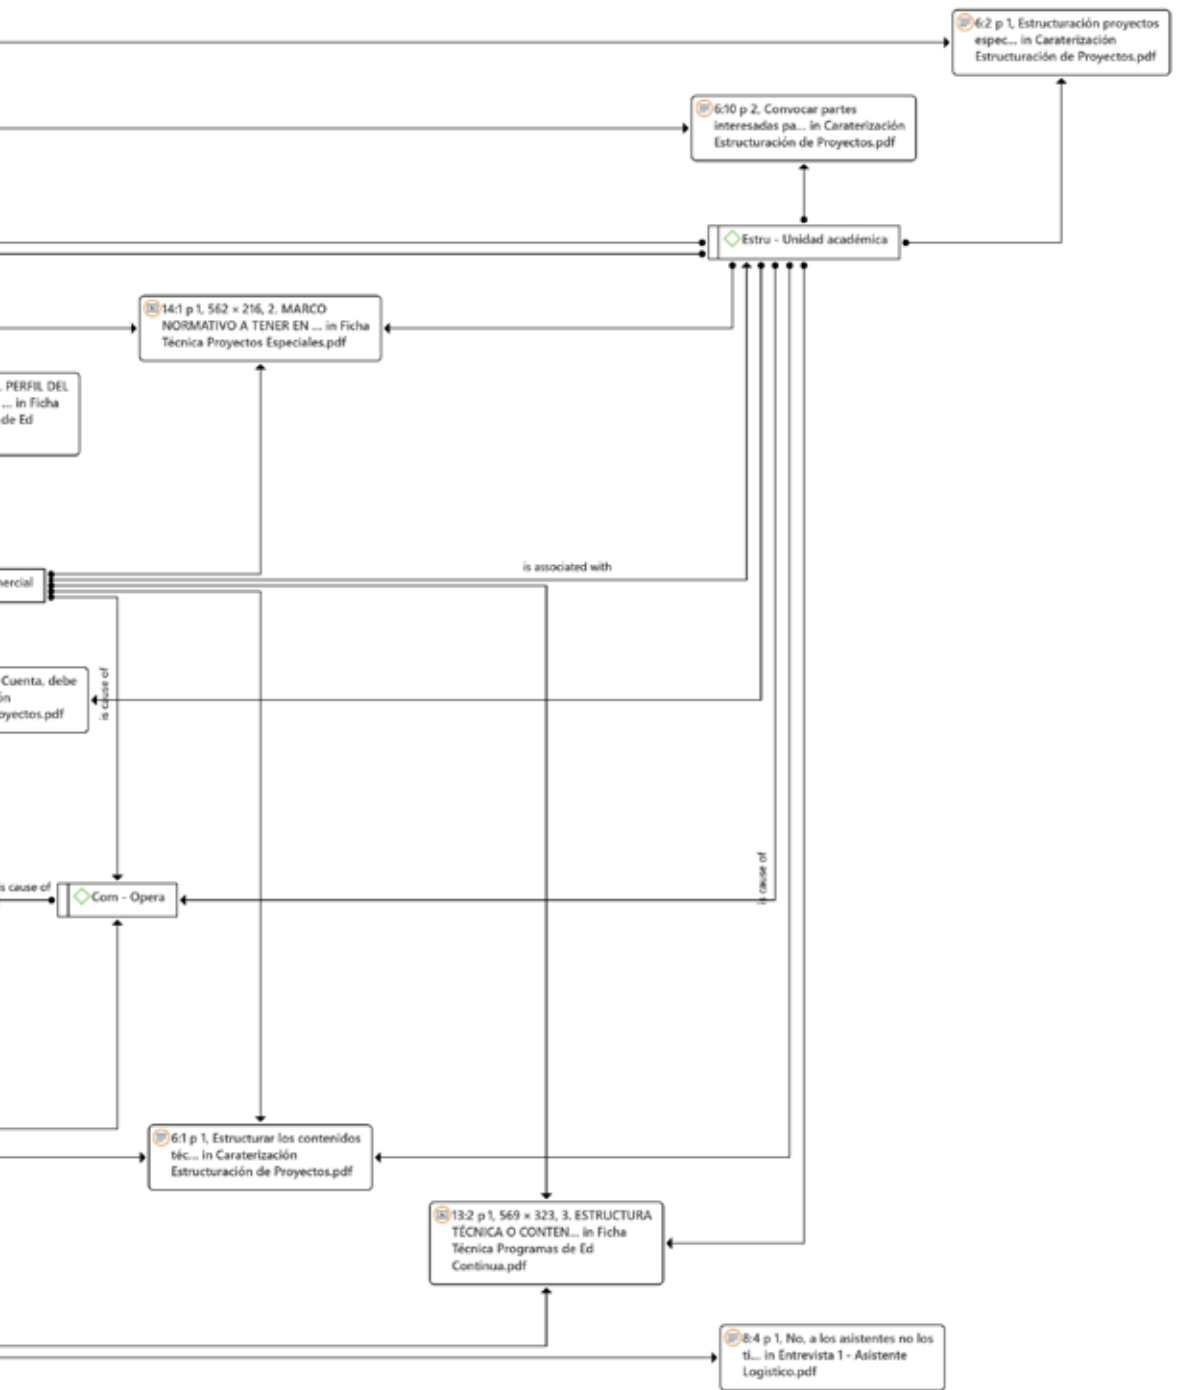 6:2 p 1, Estructuración proyectos
espec... in Caraterización
Estructuración de Proyectos.pdf
6:10 p 2, Convocar partes
interesadas pa... in Caraterización
Estructuración de Proyectos.pdf
Estru - Unidad académica
14:1 p 1, 562 × 216, 2. MARCO
NORMATIVO A TENER EN ... in Ficha
Técnica Proyectos Especiales.pdf
. PERFIL DEL
... in Ficha
de Ed
is associated with
nercial
Cuenta, debe
ón
oyectos.pdf
is cause of
is cause of
is cause of
Com - Opera
6:1 p 1, Estructurar los contenidos
téc... in Caraterización
Estructuración de Proyectos.pdf
13:2 p 1, 569 × 323, 3. ESTRUCTURA
TÉCNICA O CONTEN... in Ficha
Técnica Programas de Ed
Continua.pdf
8:4 p 1, No, a los asistentes no los
ti... in Entrevista 1 - Asistente
Logistico.pdf